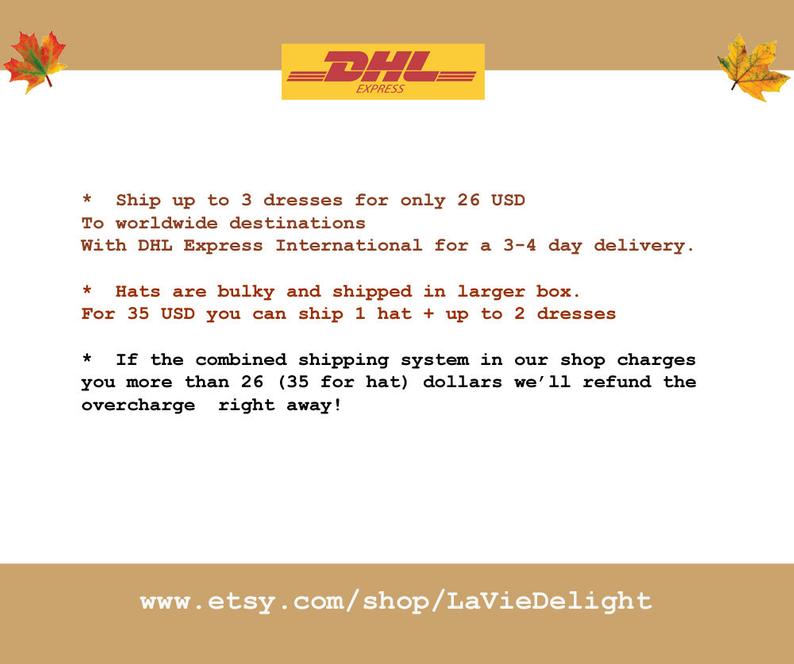 DHL
EXPRESS
* Ship up to 3 dresses for only 26 USD
To worldwide destinations
With DHL Express International for a 3-4 day delivery.
* Hats are bulky and shipped in larger box.
For 35 USD you can ship 1 hat + up to 2 dresses
* If the combined shipping system in our shop charges
you more than 26 (35 for hat) dollars we’ll refund the
overcharge  right away!
www.etsy.com/shop/LaVieDelight